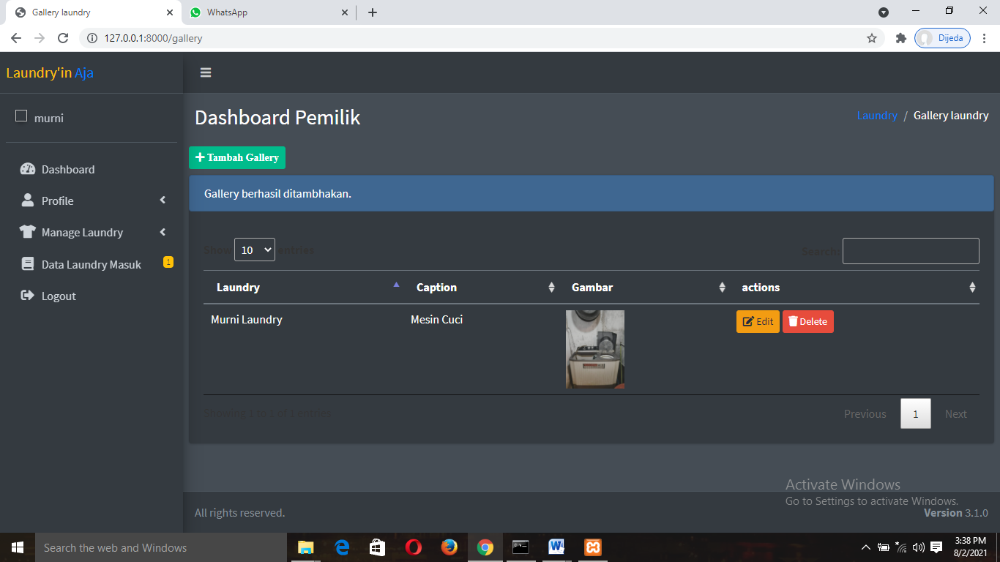 Gallery laundry
WhatsApp
127.0.0.1:8000/gallery
Dijeda
Laundry'in Aja
murni
Dashboard
Profile
Manage Laundry
Data Laundry Masuk 1
Logout
Dashboard Pemilik
Laundry / Gallery laundry
Tambah Gallery
Gallery berhasil ditambhakan.
Show 10 entries
Search:
Laundry Caption Gambar actions
Murni Laundry Mesin Cuci Edit Delete
Showing 1 to 1 of 1 entries
Previous 1 Next
Activate Windows
Go to Settings to activate Windows.
All rights reserved.
Version 3.1.0
Search the web and Windows
3:38 PM
8/2/2021